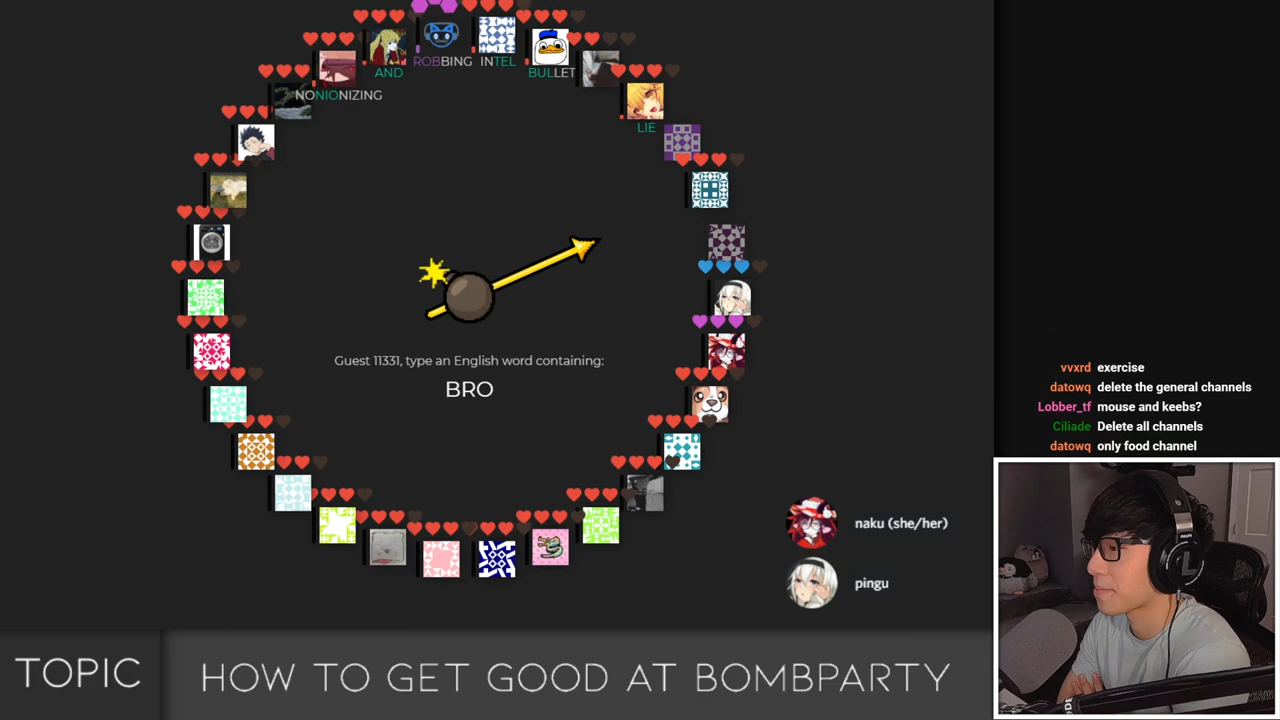 AND
ROBBING
INTEL
BULLET
NONIONIZING
LIE
Guest 11331, type an English word containing:
BRO
vvxrd exercise
datowq delete the general channels
Lobber_tf mouse and keebs?
Ciliade Delete all channels
datowq only food channel
naku (she/her)
pingu
TOPIC
HOW TO GET GOOD AT BOMBPARTY